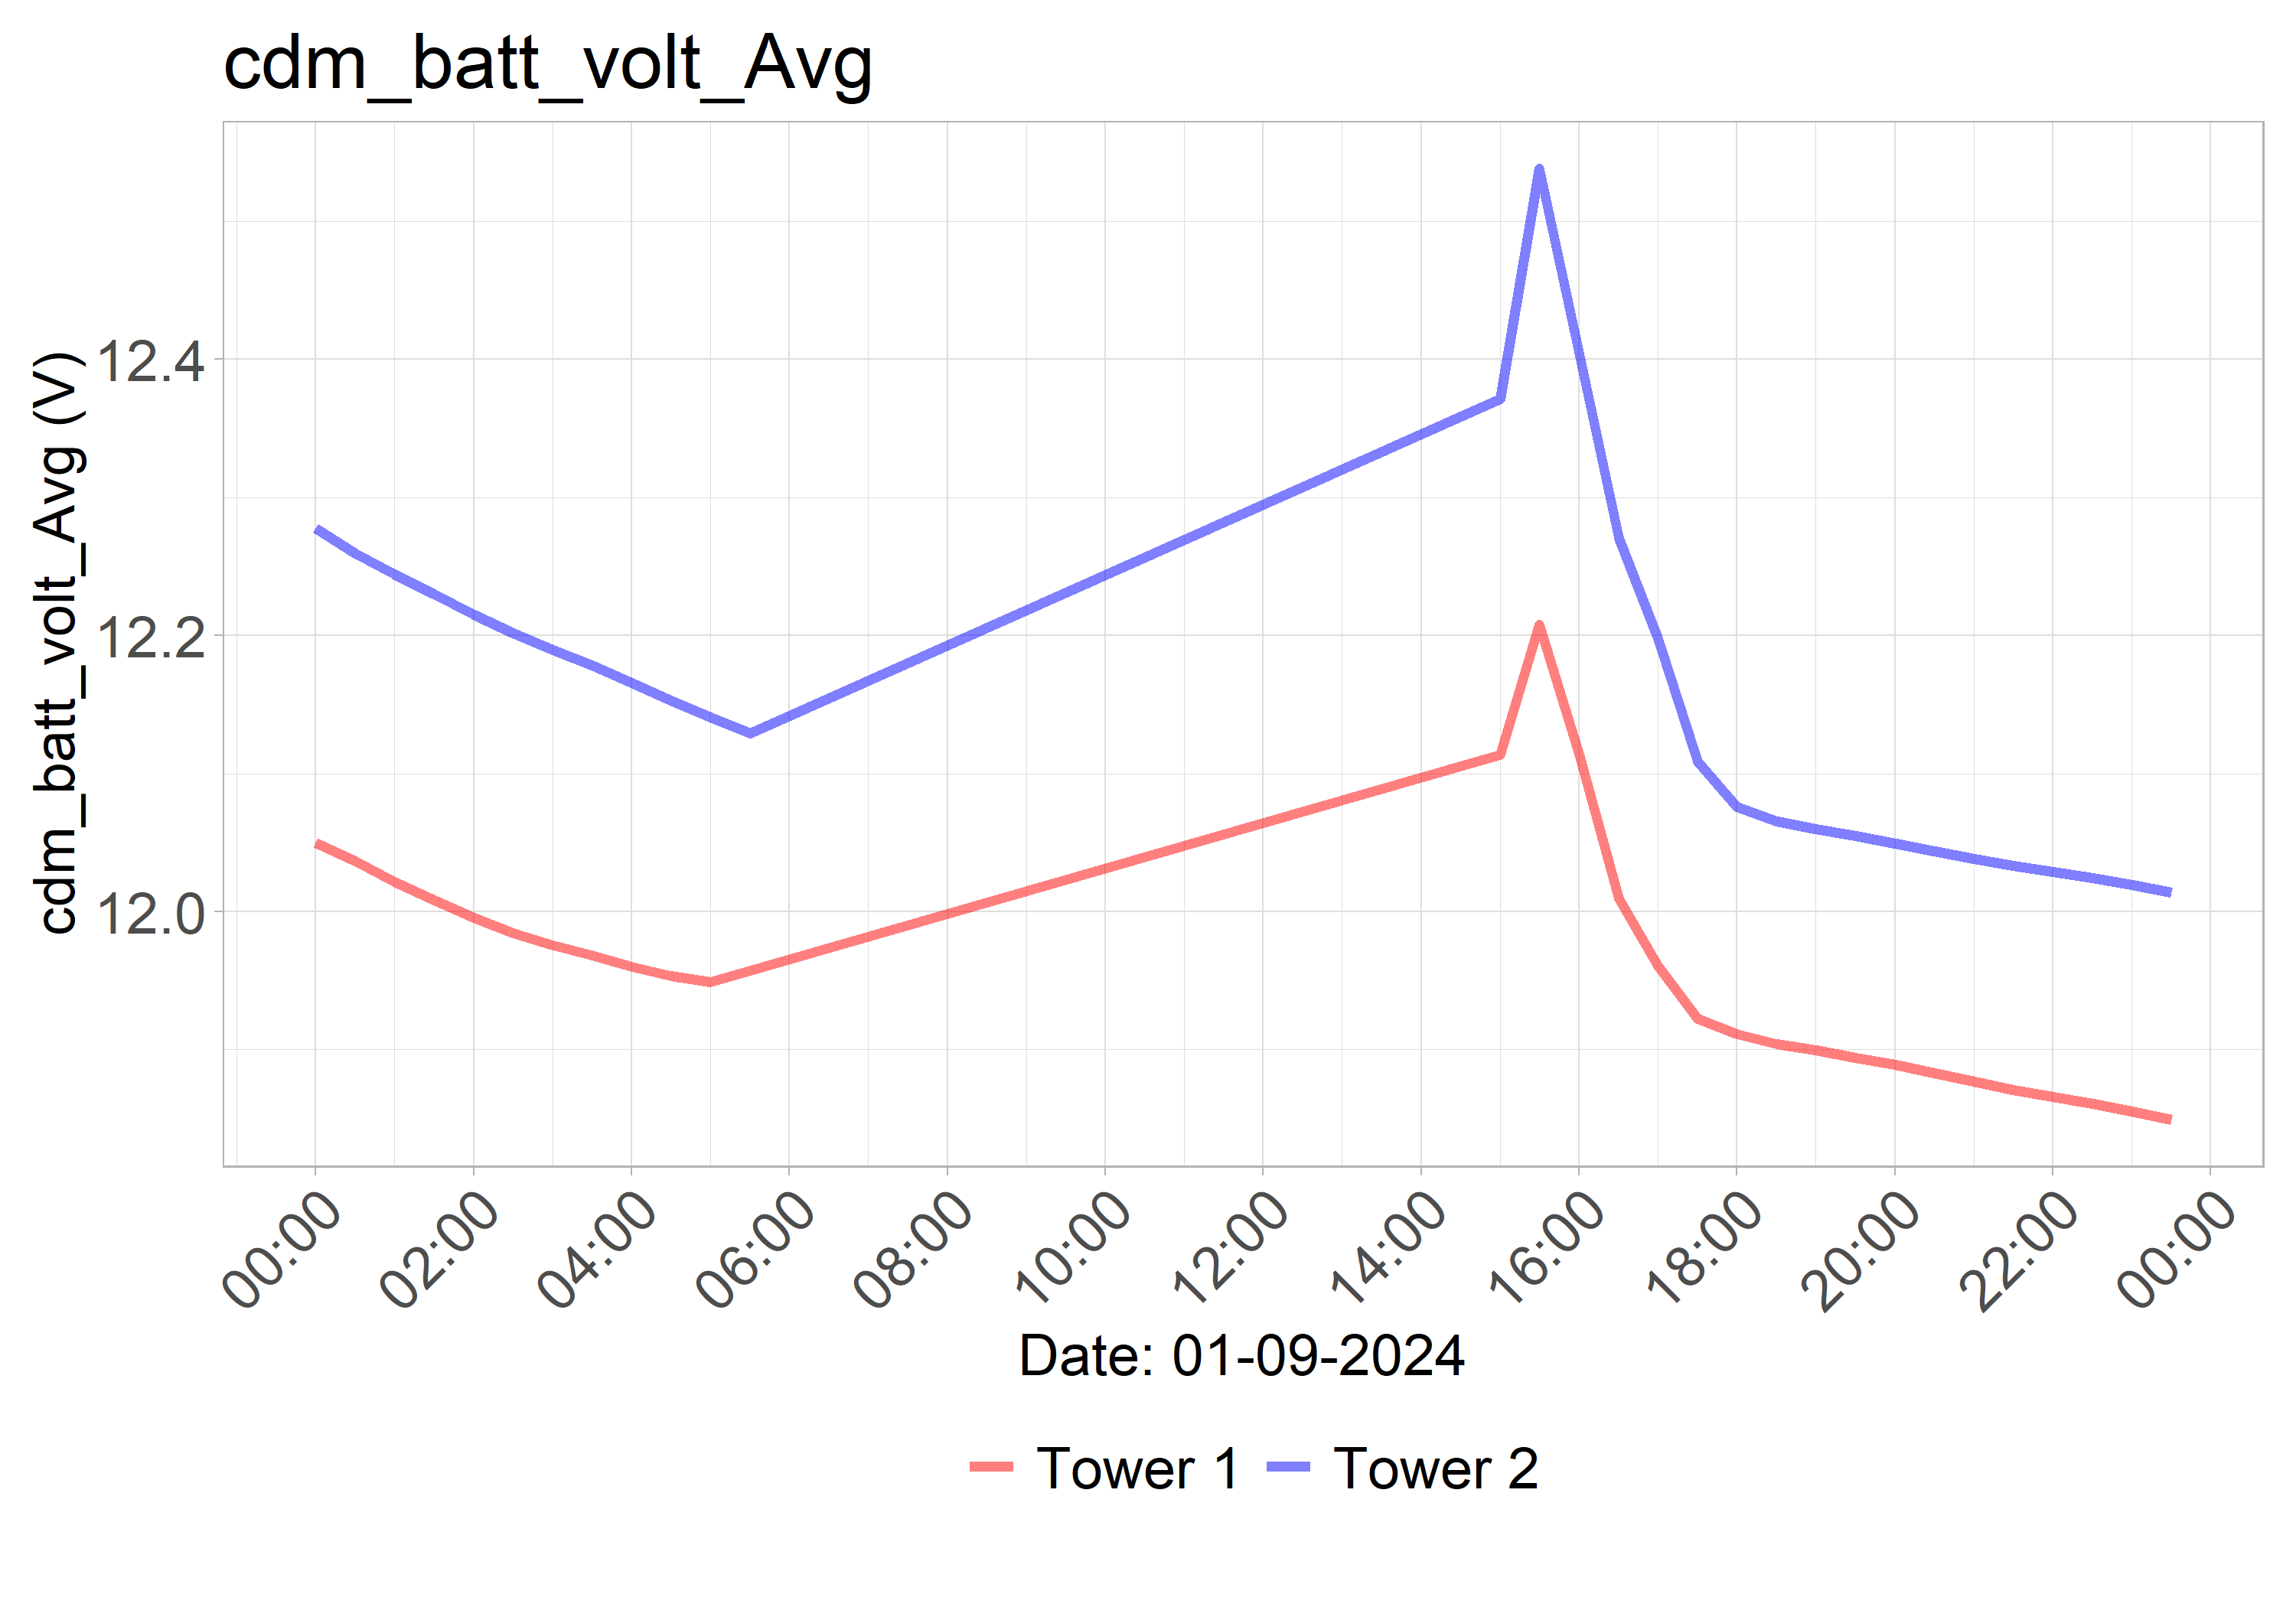 cdm_batt_volt_Avg
cdm_batt_volt_Avg (V)
12.4
12.2
12.0
00:00 02:00 04:00 06:00 08:00 10:00 12:00 14:00 16:00 18:00 20:00 22:00 00:00
Date: 01-09-2024
Tower 1 Tower 2